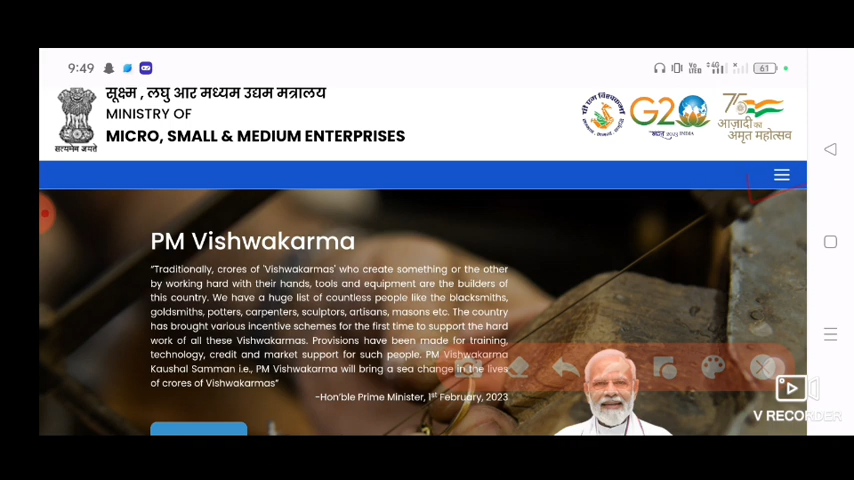 9:49
61
सूक्ष्म , लघु और मध्यम उद्यम मंत्रालय
MINISTRY OF
MICRO, SMALL & MEDIUM ENTERPRISES
सत्यमेव जयते
G20
75
आज़ादी का
अमृत महोत्सव
PM Vishwakarma
“Traditionally, crores of 'Vishwakarmas' who create something or the other
by working hard with their hands, tools and equipment are the builders of
this country. We have a huge list of countless people like the blacksmiths,
goldsmiths, potters, carpenters, sculptors, artisans, masons etc. The country
has brought various incentive schemes for the first time to support the hard
work of all these Vishwakarmas. Provisions have been made for training,
technology, credit and market support for such people. PM Vishwakarma
Kaushal Samman i.e., PM Vishwakarma will bring a sea change in the lives
of crores of Vishwakarmas”
-Hon'ble Prime Minister, 1st February, 2023
V RECORDER